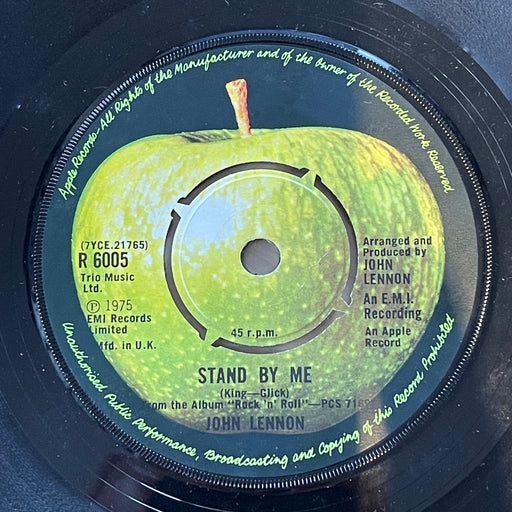 Apple Records—All Rights of the Manufacturer and of the Owner of the Recorded Work Reserved
(7YCE.21765)
R 6005
Trio Music
Ltd.
Ⓟ 1975
EMI Records
Limited
Mfd. in U.K.
Arranged and
Produced by
JOHN
LENNON
An E.M.I.
Recording
An Apple
Record
45 r.p.m.
STAND BY ME
(King—Glick)
From the Album "Rock 'n' Roll"—PCS
JOHN LENNON
Unauthorised Public Performance, Broadcasting and Copying of this Record Prohibited